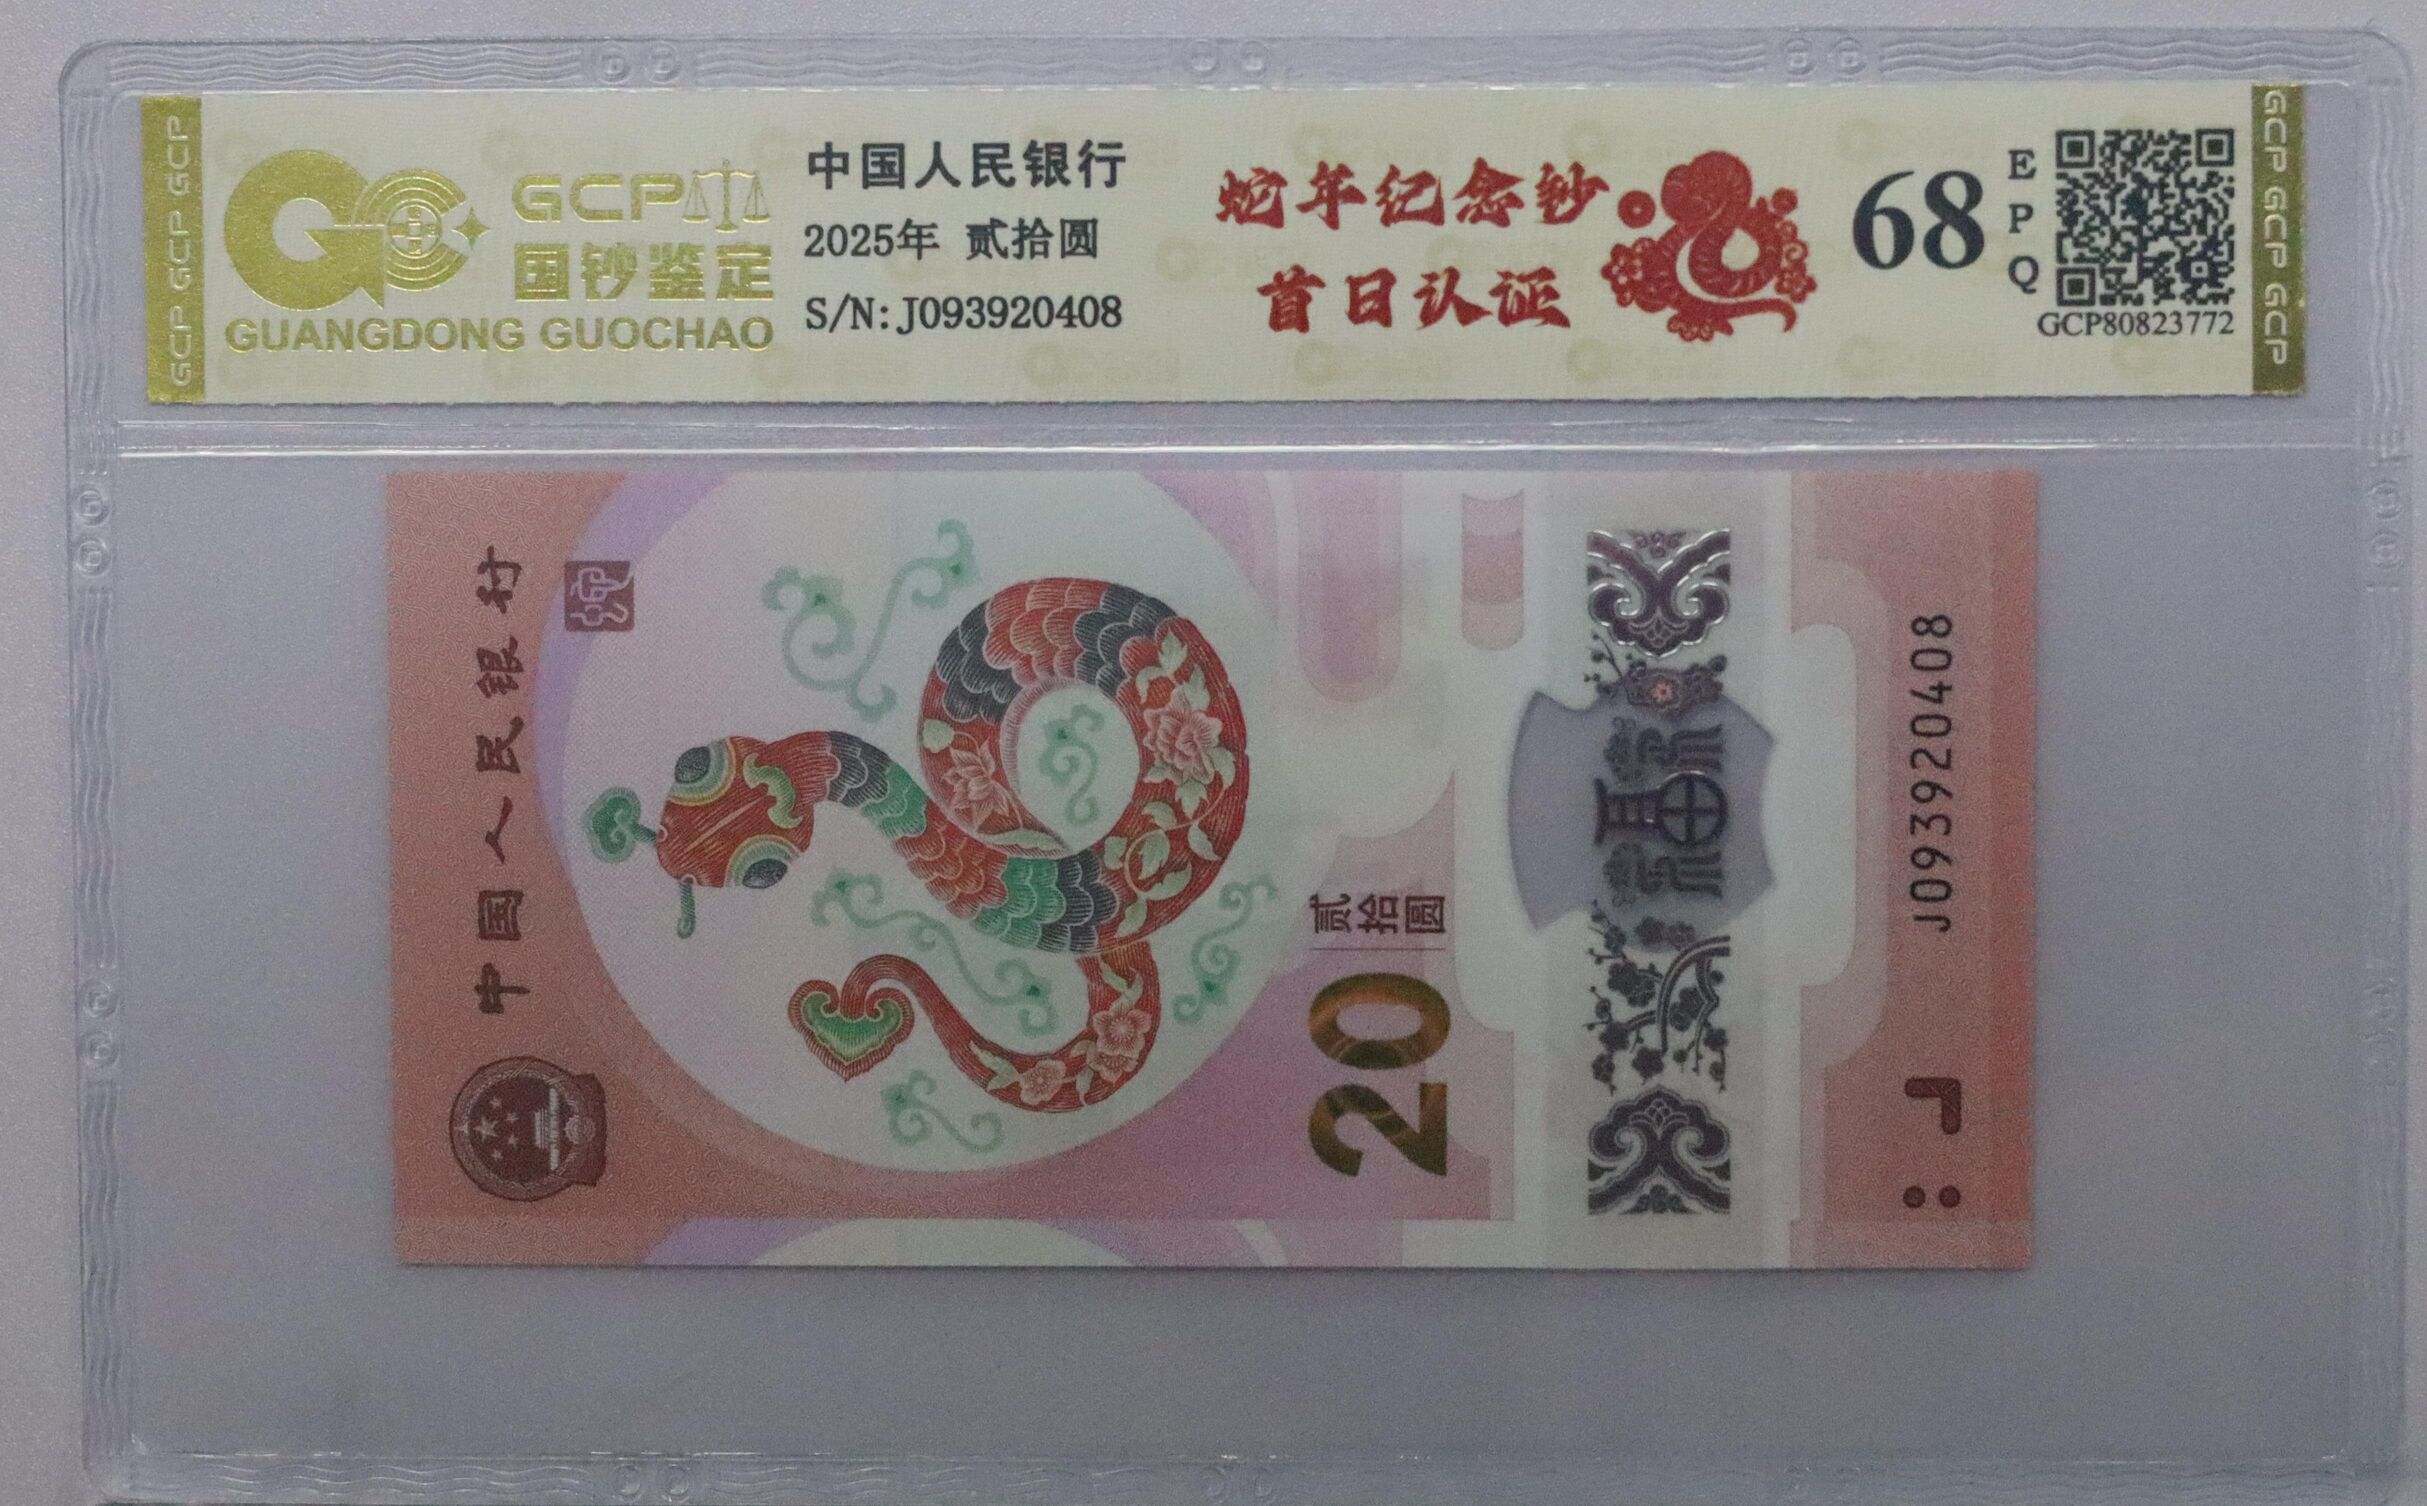 GCP GCP GCP
GCP
国钞鉴定
GUANGDONG GUOCHAO
中国人民银行
2025年 贰拾圆
S/N:J093920408
蛇年纪念钞
首日认证
68
EPQ
GCP80823772
GCP GCP GCP
中国人民银行
20
贰拾圆
福
J093920408